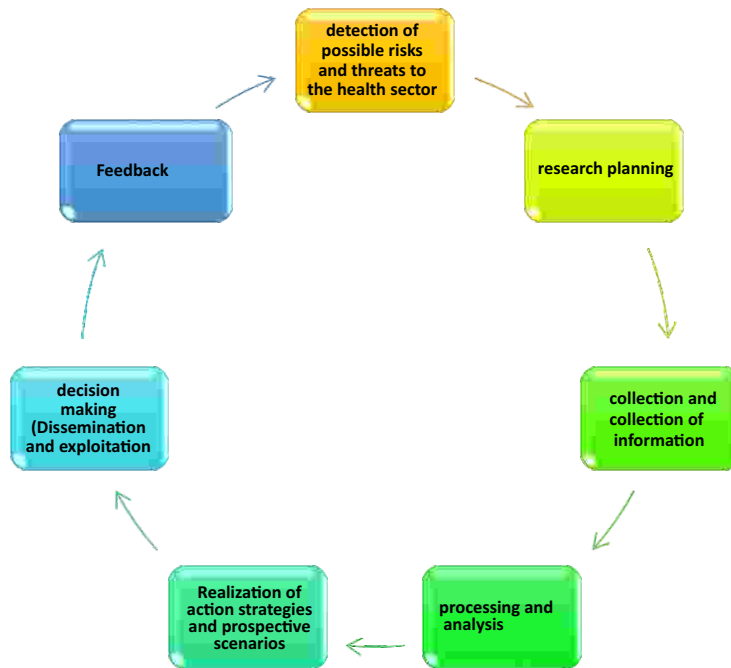 detection of
possible risks
and threats to
the health sector
research planning
collection and
collection of
information
processing and
analysis
Realization of
action strategies
and prospective
scenarios
decision
making
(Dissemination
and exploitation
Feedback